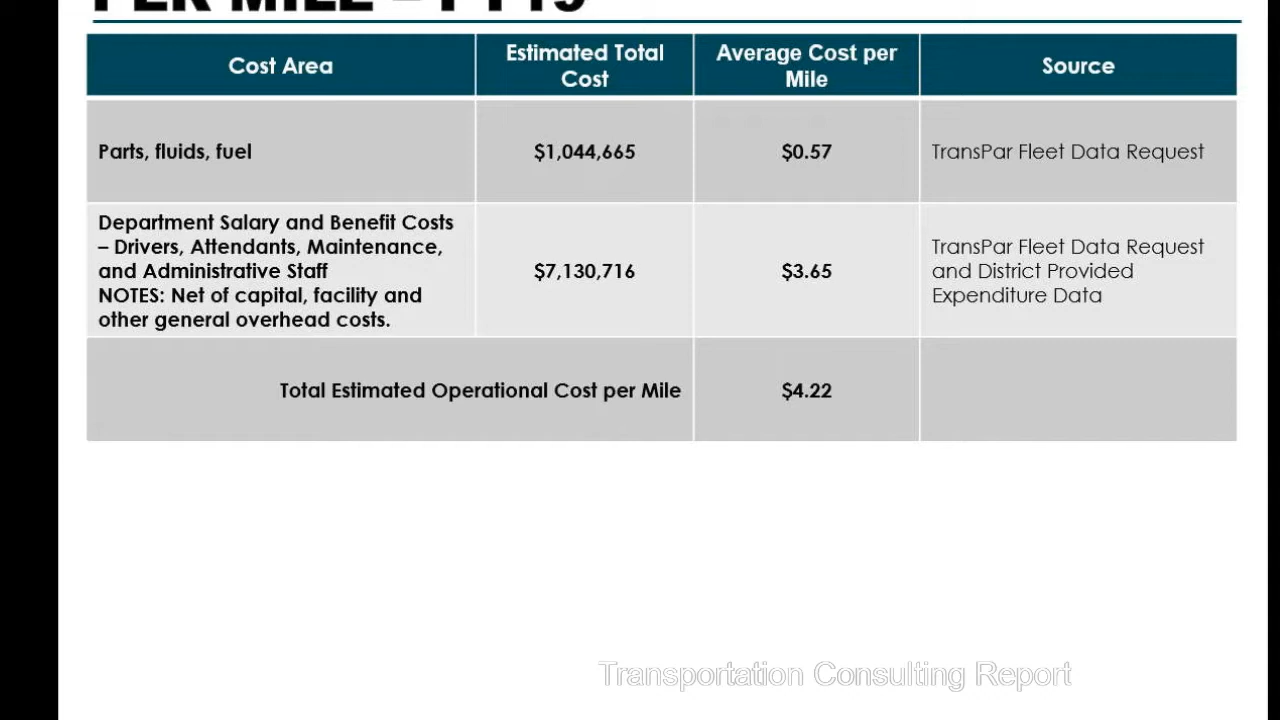 PER MILE – FY19
Cost Area
Estimated Total
Cost
Average Cost per
Mile
Source
Parts, fluids, fuel
$1,044,665
$0.57
TransPar Fleet Data Request
Department Salary and Benefit Costs
– Drivers, Attendants, Maintenance,
and Administrative Staff
NOTES: Net of capital, facility and
other general overhead costs.
$7,130,716
$3.65
TransPar Fleet Data Request
and District Provided
Expenditure Data
Total Estimated Operational Cost per Mile
$4.22
Transportation Consulting Report